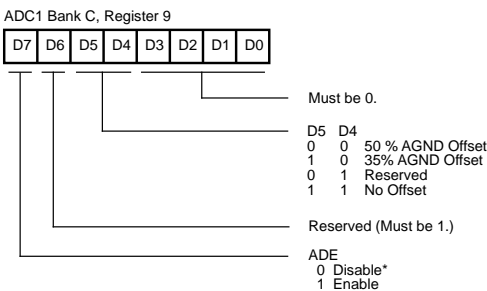 ADC1 Bank C, Register 9
D7 D6 D5 D4 D3 D2 D1 D0
Must be 0.
D5 D4
0 0 50 % AGND Offset
1 0 35% AGND Offset
0 1 Reserved
1 1 No Offset
Reserved (Must be 1.)
ADE
0 Disable*
1 Enable